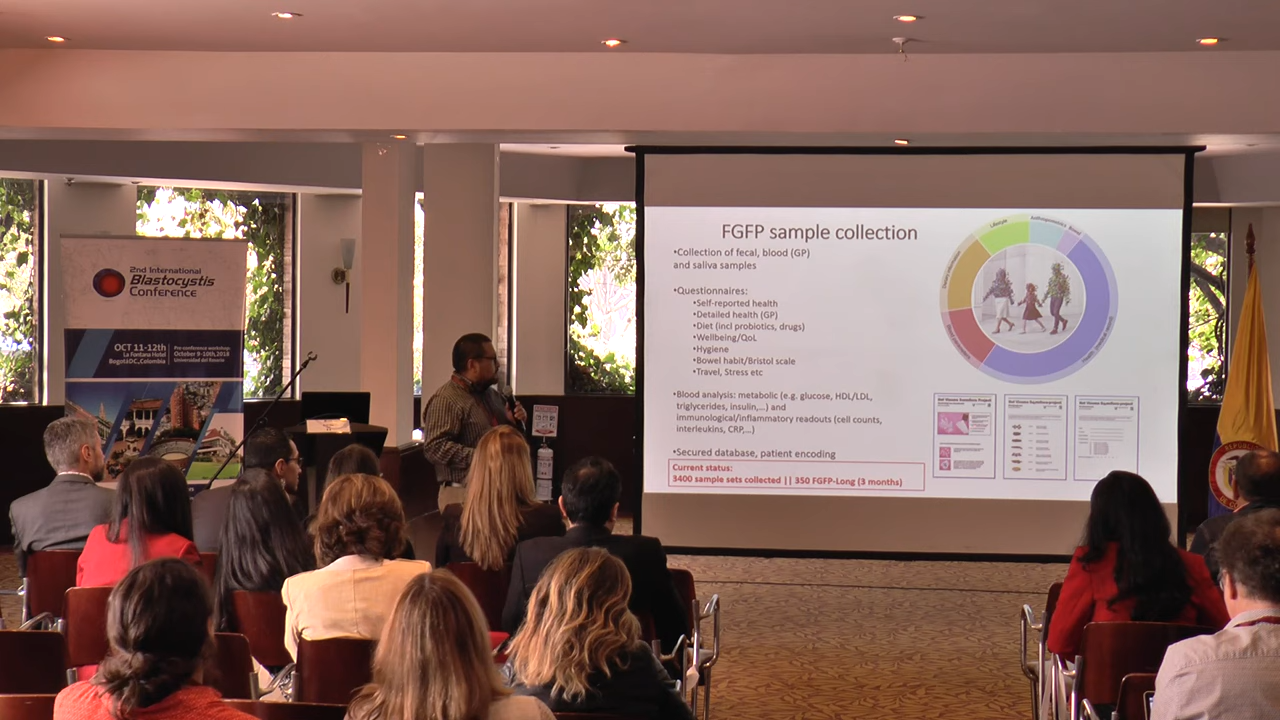 2nd International
Blastocystis
Conference
OCT 11-12th
La Fontana Hotel
Bogotá D.C, Colombia
Pre conference workshop
October 9-10th, 2018
Universidad del Rosario
FGFP sample collection
•Collection of fecal, blood (GP)
and saliva samples
•Questionnaires:
•Self-reported health
•Detailed health (GP)
•Diet (incl probiotics, drugs)
•Wellbeing/QoL
•Hygiene
•Bowel habit/Bristol scale
•Travel, Stress etc
•Blood analysis: metabolic (e.g. glucose, HDL/LDL,
triglycerides, insulin,...) and
immunological/inflammatory readouts (cell counts,
interleukins, CRP,...)
•Secured database, patient encoding
Current status:
3400 sample sets collected || 350 FGFP-Long (3 months)
Lifestyle
Anthropometrics
Bowel